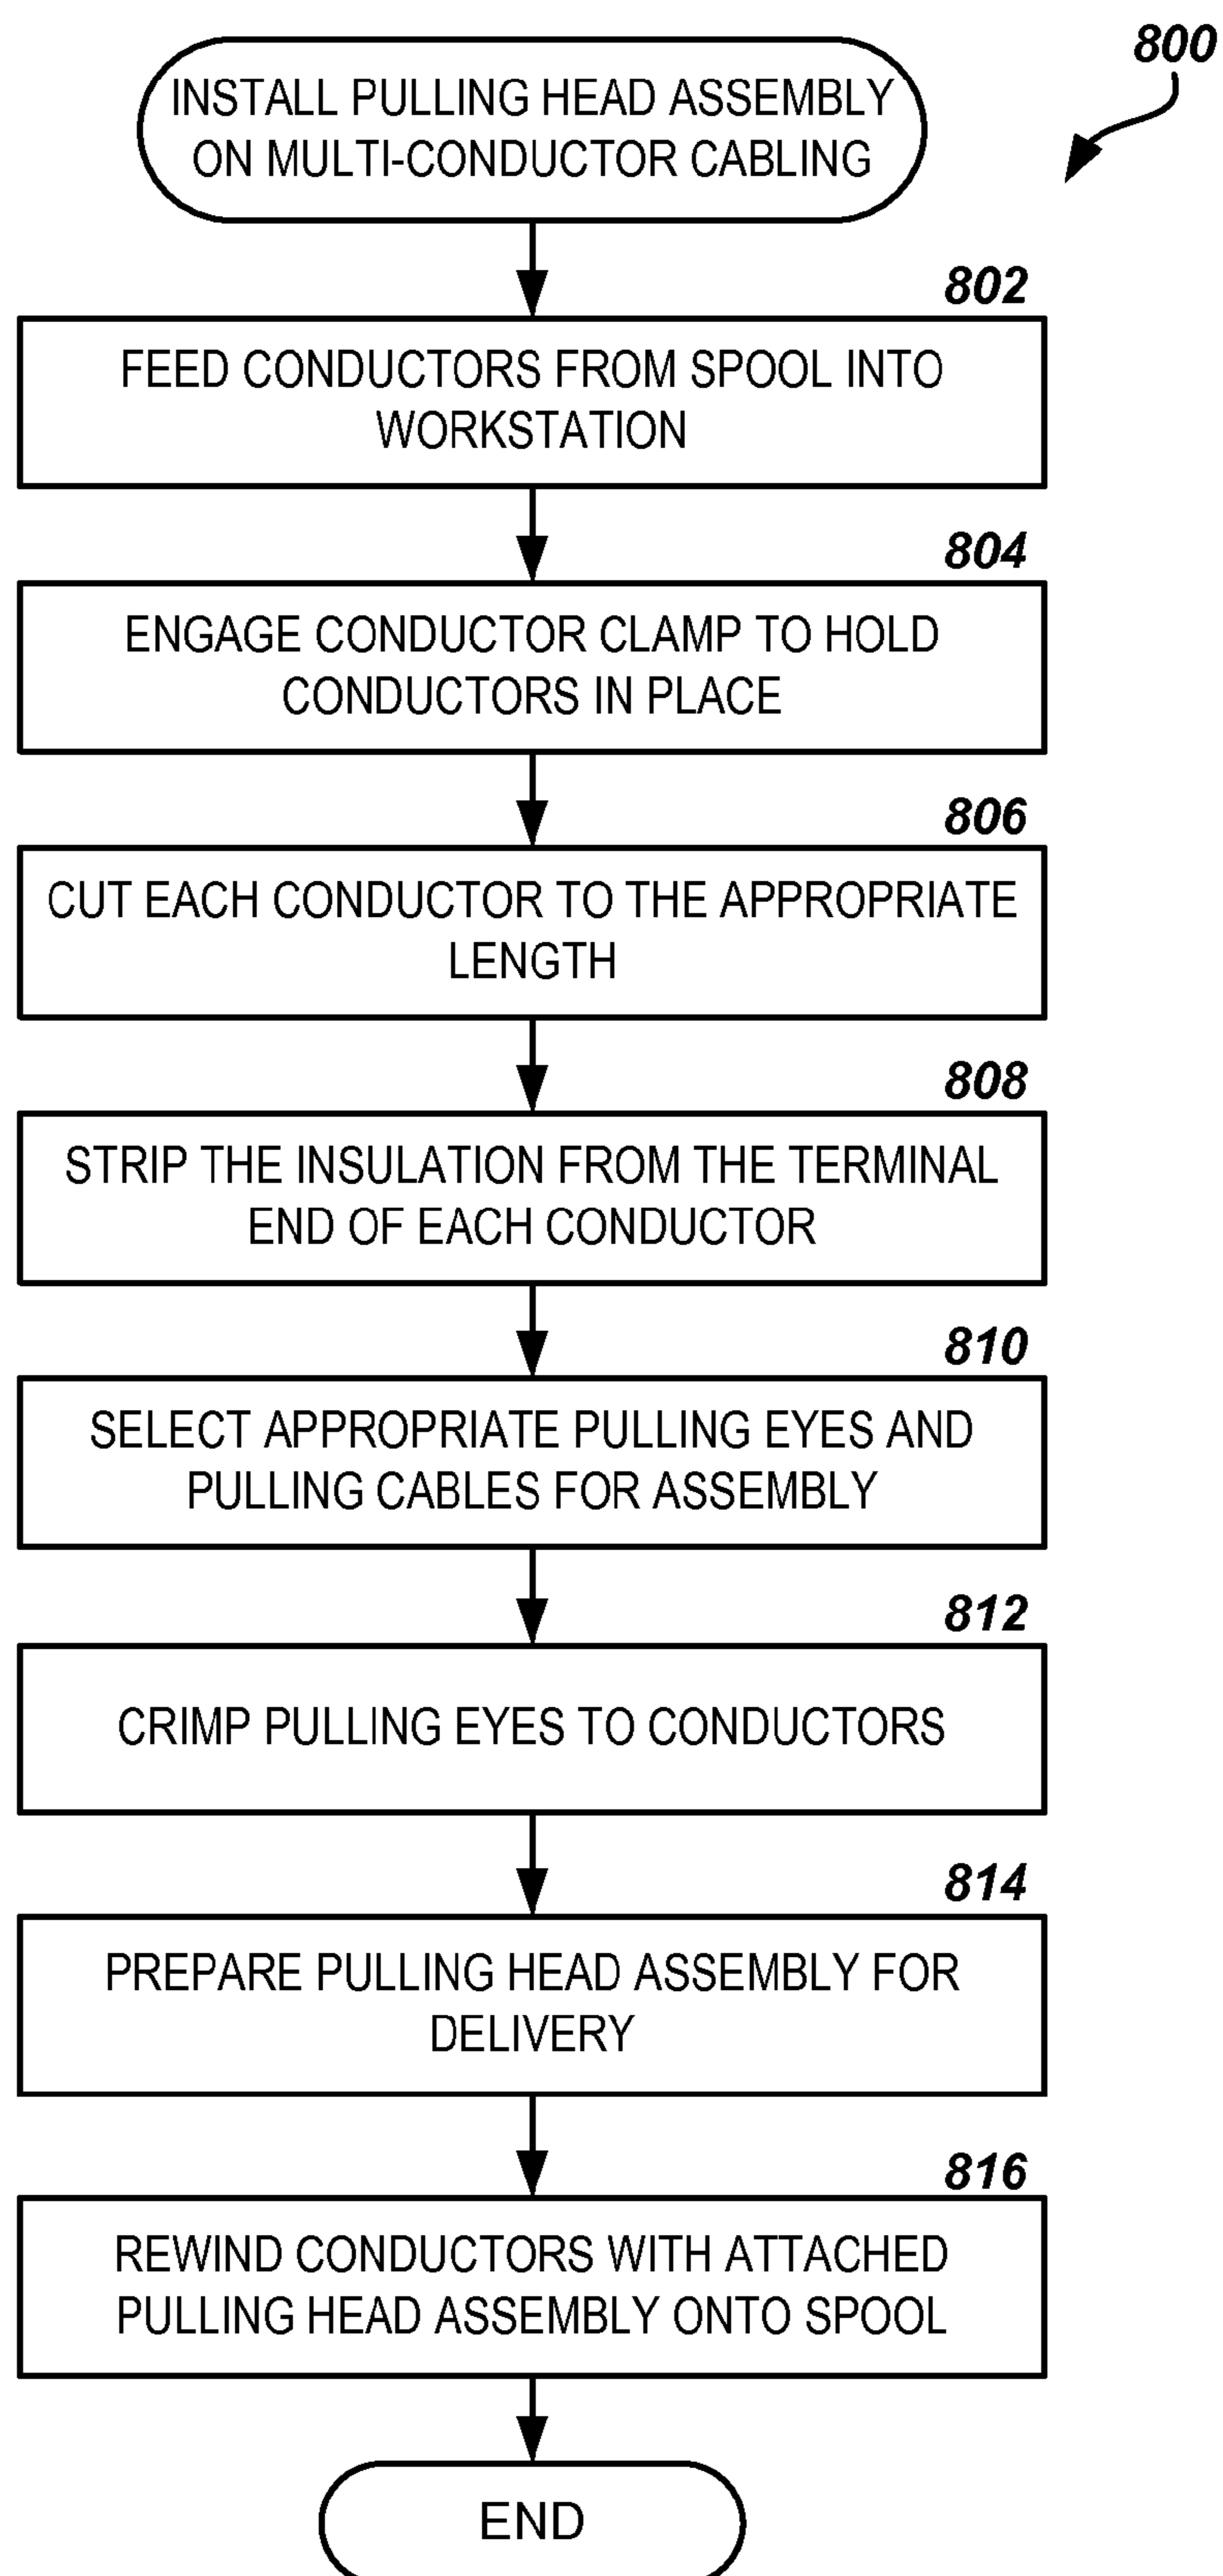 800
INSTALL PULLING HEAD ASSEMBLY
ON MULTI-CONDUCTOR CABLING
802
FEED CONDUCTORS FROM SPOOL INTO
WORKSTATION
804
ENGAGE CONDUCTOR CLAMP TO HOLD
CONDUCTORS IN PLACE
806
CUT EACH CONDUCTOR TO THE APPROPRIATE
LENGTH
808
STRIP THE INSULATION FROM THE TERMINAL
END OF EACH CONDUCTOR
810
SELECT APPROPRIATE PULLING EYES AND
PULLING CABLES FOR ASSEMBLY
812
CRIMP PULLING EYES TO CONDUCTORS
814
PREPARE PULLING HEAD ASSEMBLY FOR
DELIVERY
816
REWIND CONDUCTORS WITH ATTACHED
PULLING HEAD ASSEMBLY ONTO SPOOL
END